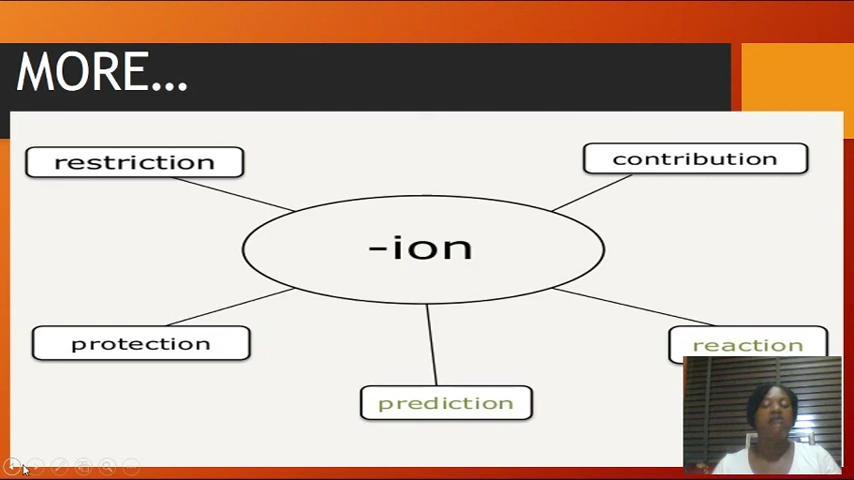 MORE...
restriction
contribution
-ion
protection
reaction
prediction